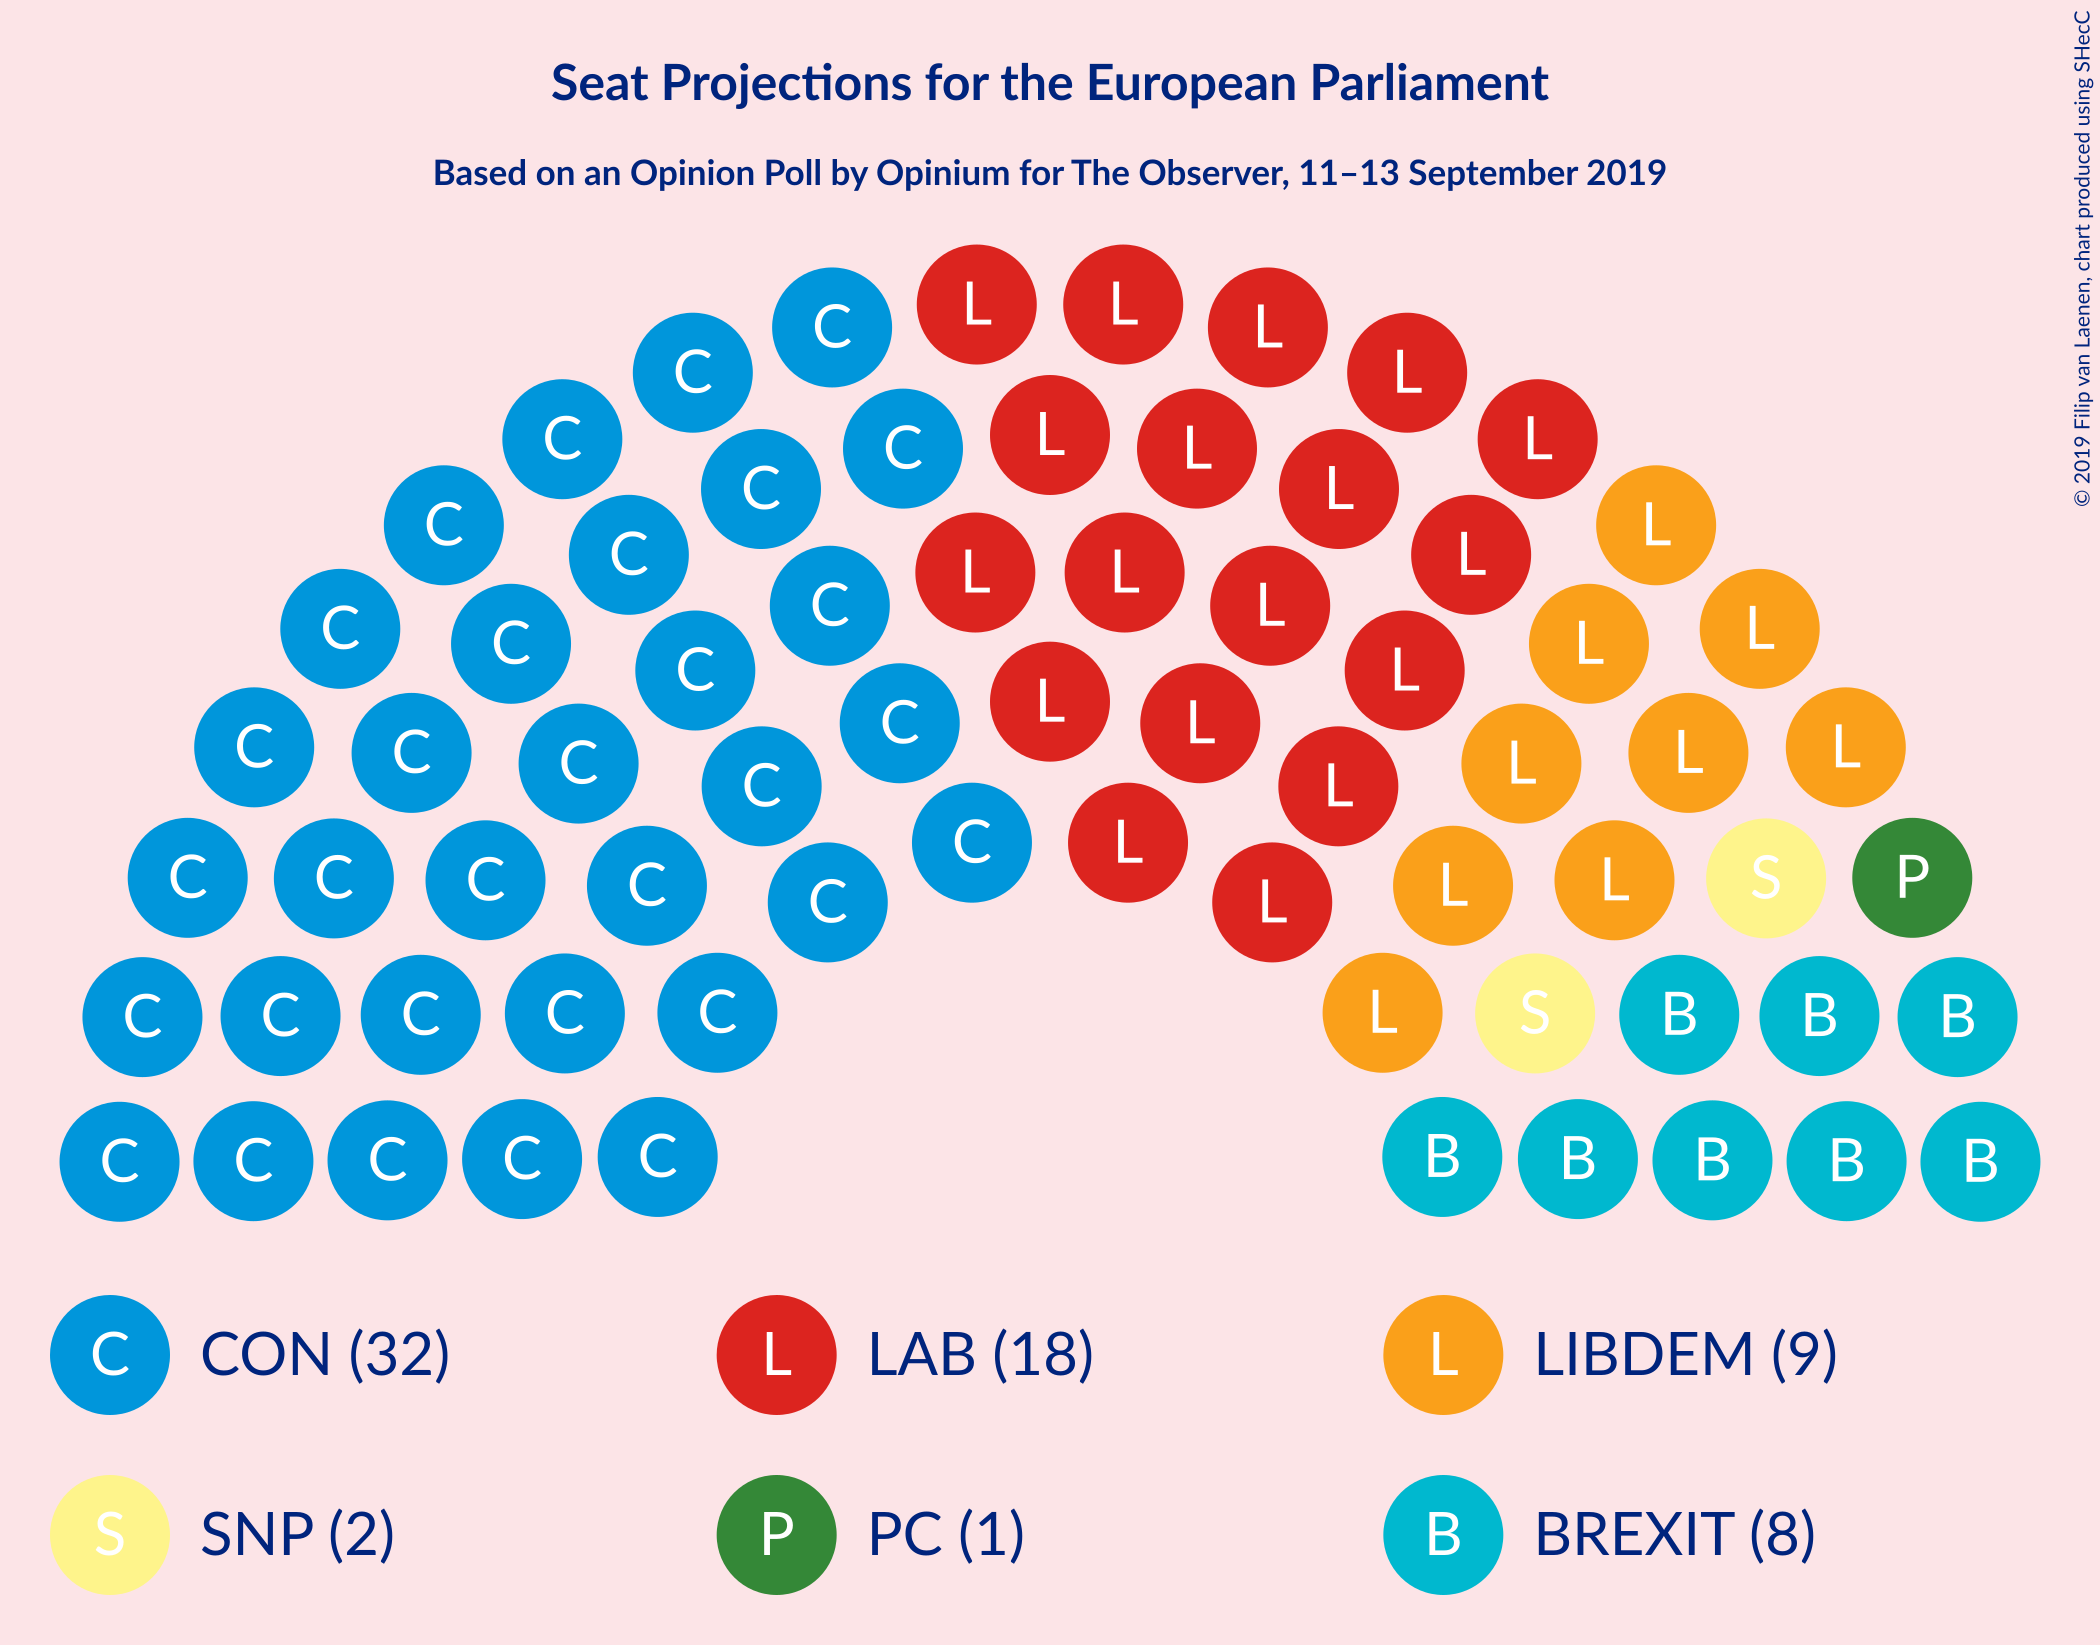 Seat Projections for the European Parliament
Based on an Opinion Poll by Opinium for The Observer, 11–13 September 2019
© 2019 Filip van Laenen, chart produced using SHecC
L L
C L
C L
C L
C L
C L
C L
C L
C L
L L
C L
C L
C L
C L
C L
L
C L
C L
C L
C L
C L
C L
C L
C C C C S P
C C L L
C L
C C C C C L S B B B
C C C C C B B B B B
C CON (32) L LAB (18) L LIBDEM (9)
S SNP (2) P PC (1) B BREXIT (8)